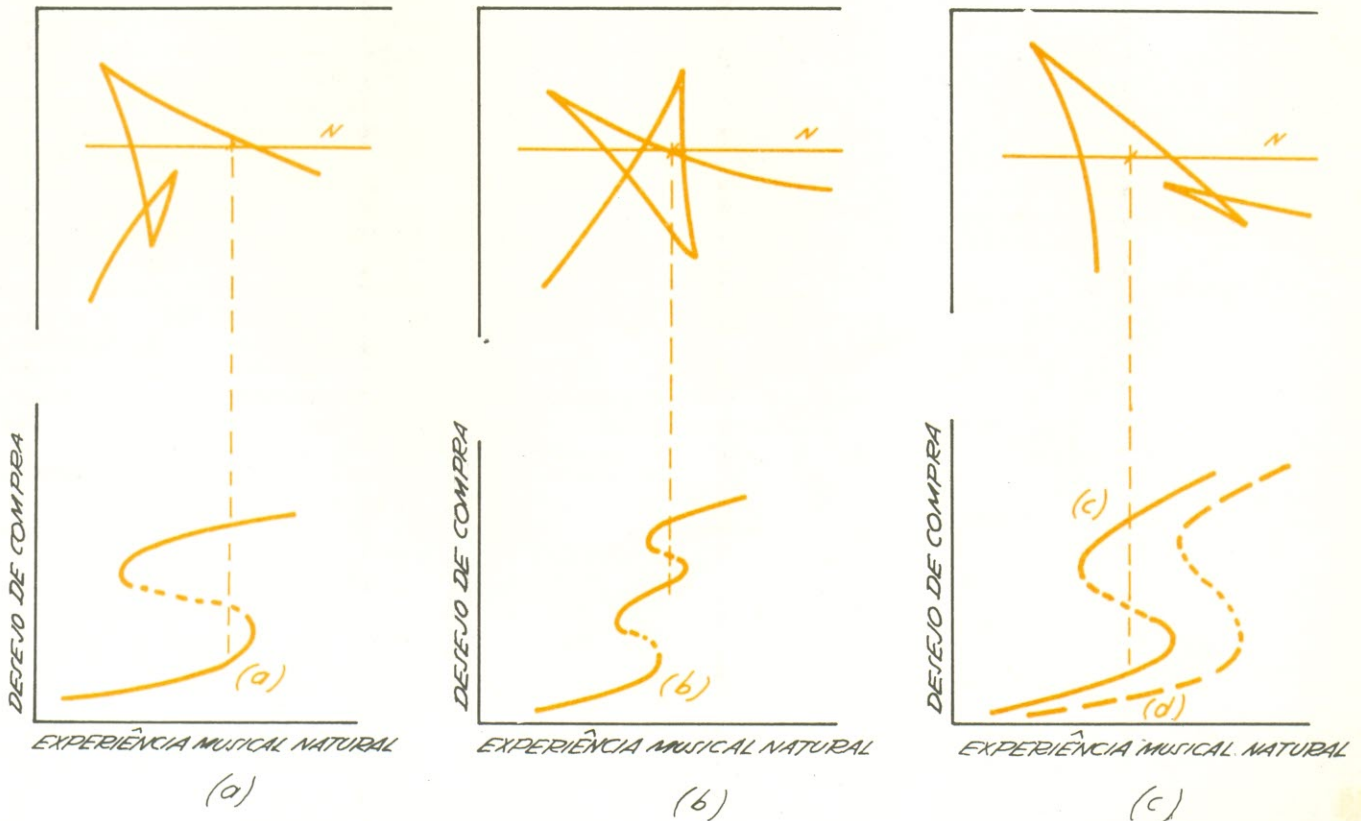 N
DESEJO DE COMPRA
(a)
EXPERIÊNCIA MUSICAL NATURAL
(a)
N
DESEJO DE COMPRA
(b)
EXPERIÊNCIA MUSICAL NATURAL
(b)
N
DESEJO DE COMPRA
(c)
(d)
EXPERIÊNCIA MUSICAL NATURAL
(c)